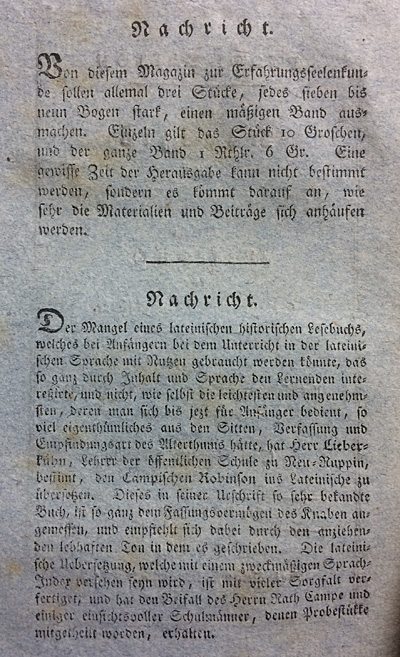 Nachricht.
Von diesem Magazin zur Erfahrungsseelenkun-
de sollen allemal drei Stücke, jedes sieben bis
neun Bogen stark, einen mäßigen Band aus-
machen. Einzeln gilt das Stück 10 Groschen,
und der ganze Band 1 Rthlr. 6 Gr. Eine
gewisse Zeit der Herausgabe kann nicht bestimmt
werden, sondern es kömmt darauf an, wie
sehr die Materialien und Beiträge sich anhäufen
werden.
Nachricht.
Der Mangel eines lateinischen historischen Lesebuchs,
welches bei Anfängern bei dem Unterricht in der lateini-
schen Sprache mit Nutzen gebraucht werden könnte, das
so ganz durch Inhalt und Sprache den Lernenden inte-
reßirte, und nicht, wie selbst die leichtesten und angenehm-
sten, deren man sich bis jezt für Anfänger bedient, so
viel eigenthümliches aus den Sitten, Verfassung und
Empfindungsart des Alterthums hätte, hat Herr Lieber-
kühn, Lehrer der öffentlichen Schule zu Neu-Ruppin,
bestimt, den Campischen Robinson ins Lateinische zu
übersetzen. Dieses in seiner Urschrift so sehr bekandte
Buch, ist so ganz dem Fassungsvermögen des Knaben an-
gemessen, und empfiehlt sich dabei durch den anziehen-
den lebhaften Ton in dem es geschrieben. Die lateini-
sche Uebersetzung, welche mit einem zweckmäßigen Sprach-
Index versehen seyn wird, ist mit vieler Sorgfalt ver-
fertiget, und hat den Beifall des Herrn Rath Campe und
einiger einsichtsvoller Schulmänner, denen Probestükke
mitgetheilt worden, erhalten.